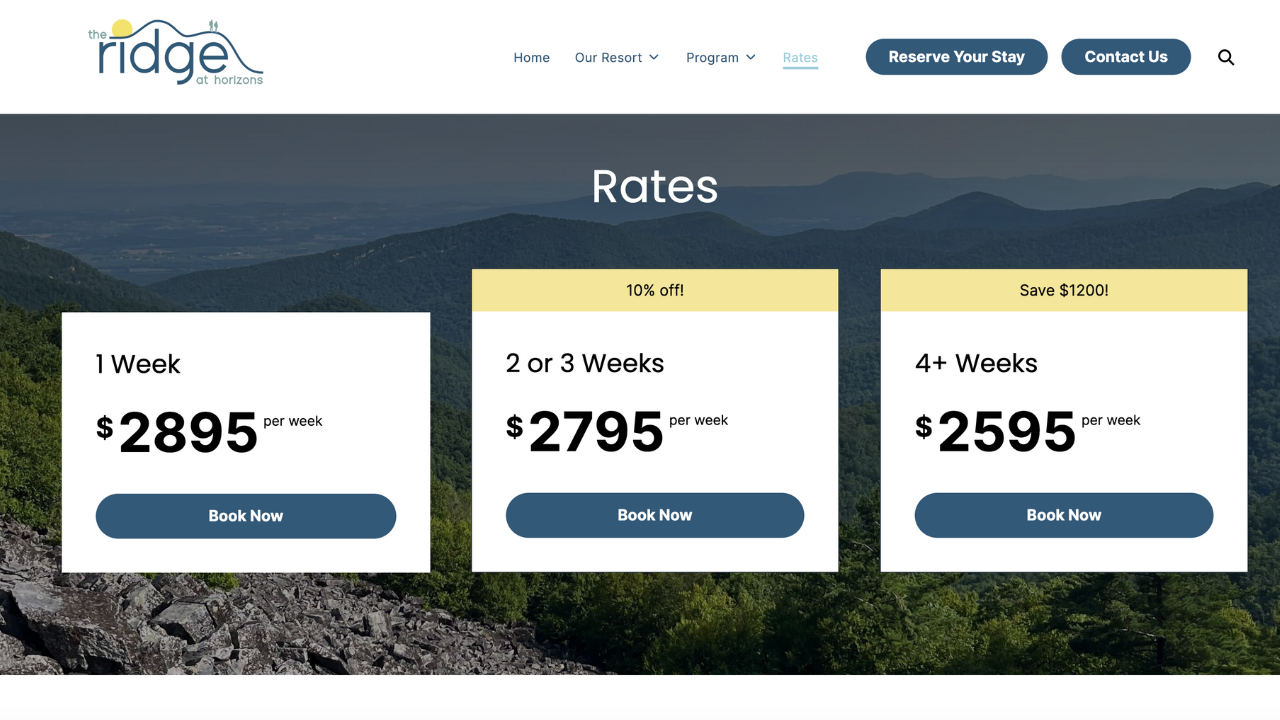 the
ridge
at horizons
Home Our Resort Program Rates Reserve Your Stay Contact Us
Rates
1 Week
$2895 per week
Book Now
10% off!
2 or 3 Weeks
$2795 per week
Book Now
Save $1200!
4+ Weeks
$2595 per week
Book Now